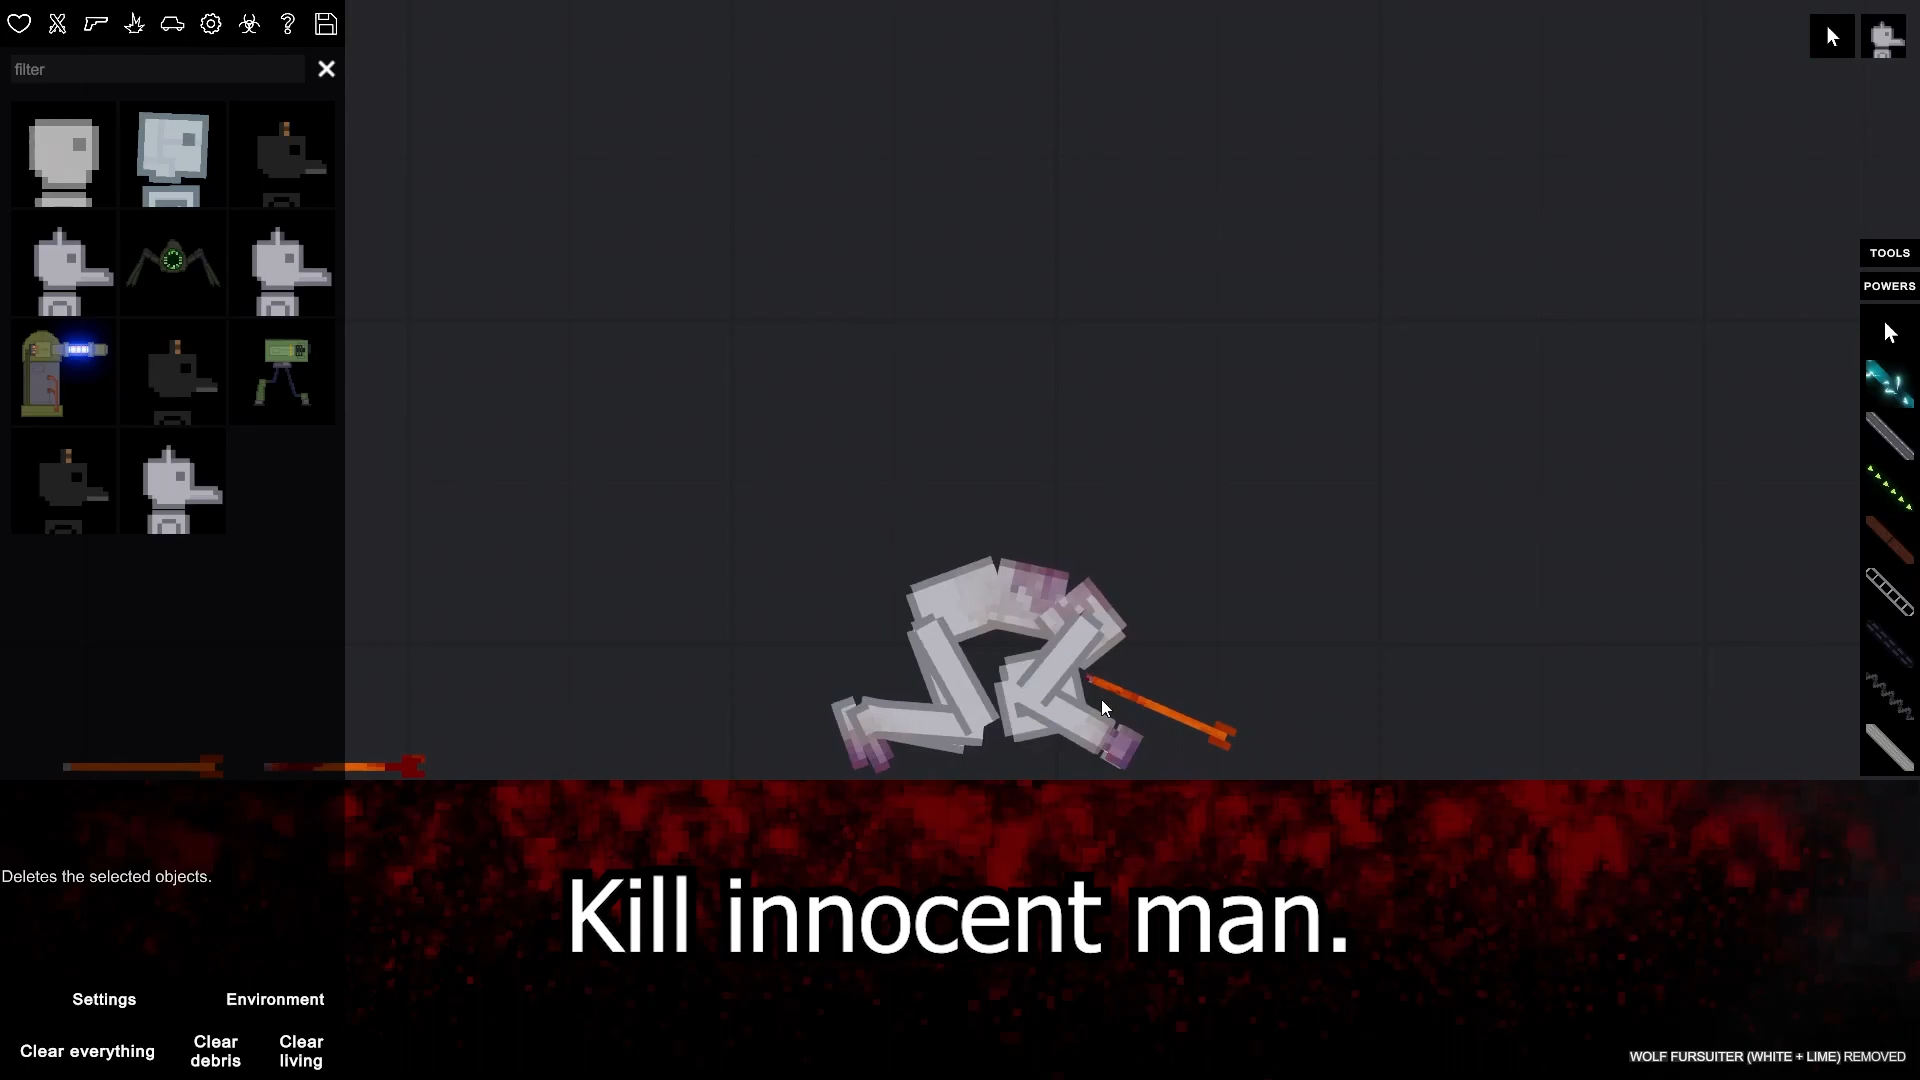 filter
TOOLS
POWERS
Deletes the selected objects.
Kill innocent man.
Settings
Environment
Clear everything
Clear
debris
Clear
living
WOLF FURSUITER (WHITE + LIME) REMOVED